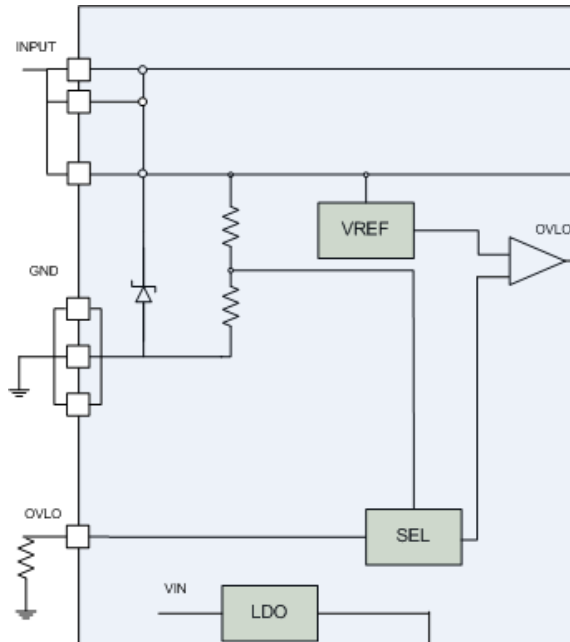 INPUT
VREF
OVLO
GND
OVLO
SEL
VIN
LDO